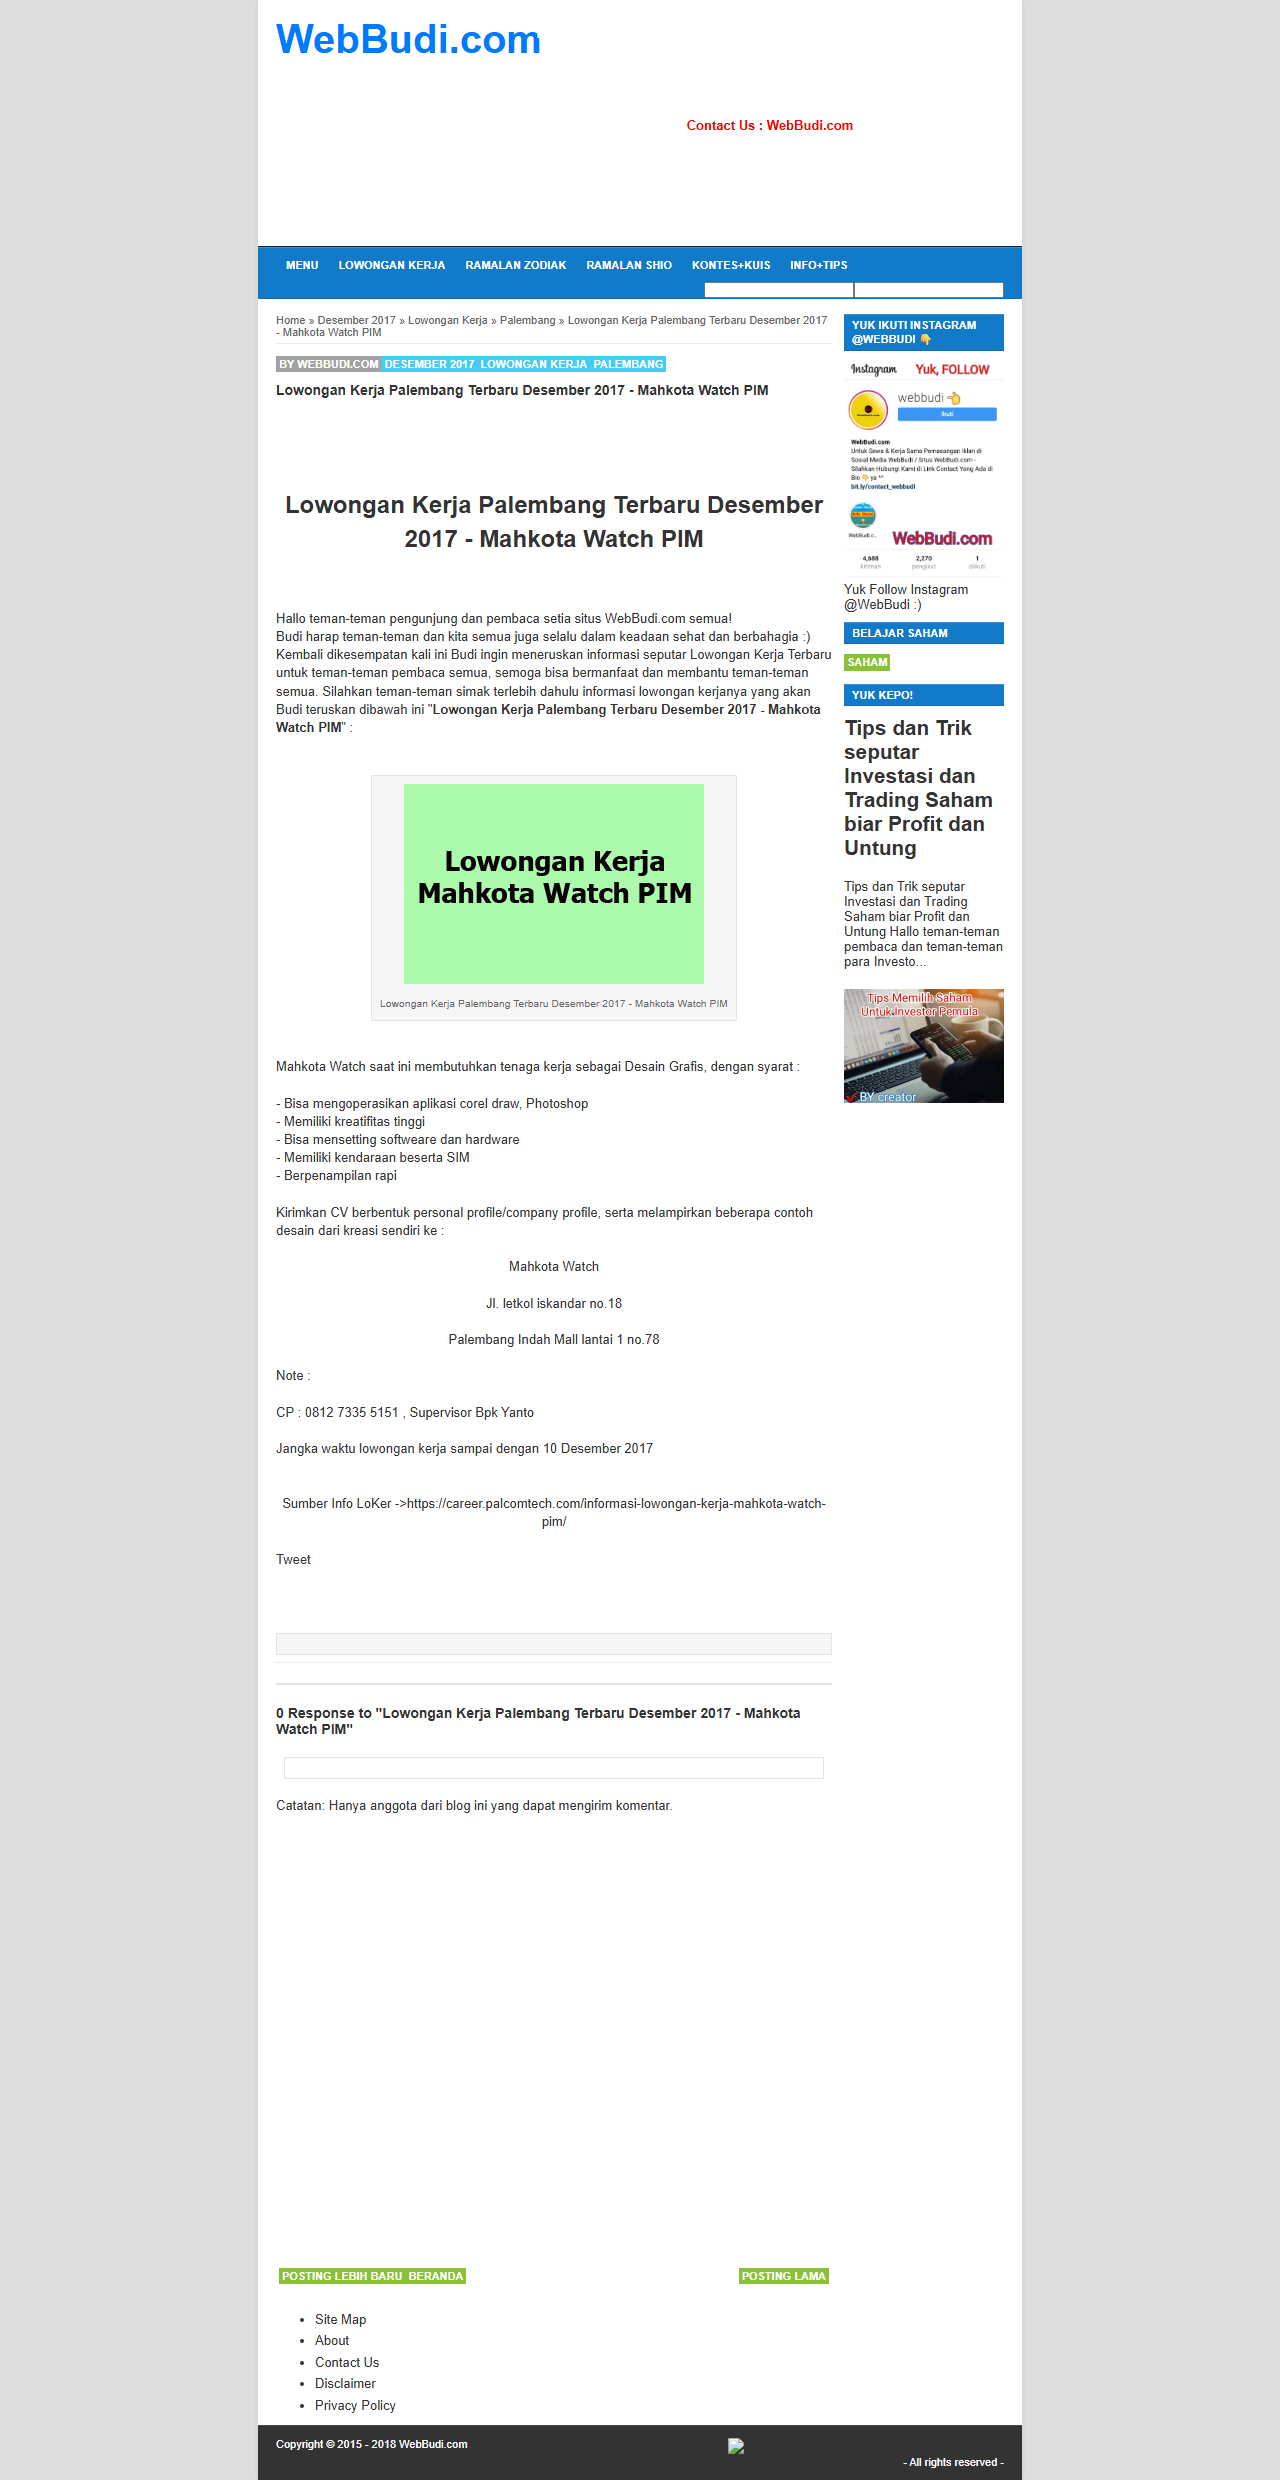 WebBudi.com
Contact Us : WebBudi.com
MENU LOWONGAN KERJA RAMALAN ZODIAK RAMALAN SHIO KONTES+KUIS INFO+TIPS
Home » Desember 2017 » Lowongan Kerja » Palembang » Lowongan Kerja Palembang Terbaru Desember 2017
- Mahkota Watch PIM
BY WEBBUDI.COM DESEMBER 2017 LOWONGAN KERJA PALEMBANG
Lowongan Kerja Palembang Terbaru Desember 2017 - Mahkota Watch PIM
Lowongan Kerja Palembang Terbaru Desember
2017 - Mahkota Watch PIM
Hallo teman-teman pengunjung dan pembaca setia situs WebBudi.com semua!
Budi harap teman-teman dan kita semua juga selalu dalam keadaan sehat dan berbahagia :)
Kembali dikesempatan kali ini Budi ingin meneruskan informasi seputar Lowongan Kerja Terbaru
untuk teman-teman pembaca semua, semoga bisa bermanfaat dan membantu teman-teman
semua. Silahkan teman-teman simak terlebih dahulu informasi lowongan kerjanya yang akan
Budi teruskan dibawah ini "Lowongan Kerja Palembang Terbaru Desember 2017 - Mahkota
Watch PIM" :
Lowongan Kerja
Mahkota Watch PIM
Lowongan Kerja Palembang Terbaru Desember 2017 - Mahkota Watch PIM
Mahkota Watch saat ini membutuhkan tenaga kerja sebagai Desain Grafis, dengan syarat :
- Bisa mengoperasikan aplikasi corel draw, Photoshop
- Memiliki kreatifitas tinggi
- Bisa mensetting softweare dan hardware
- Memiliki kendaraan beserta SIM
- Berpenampilan rapi
Kirimkan CV berbentuk personal profile/company profile, serta melampirkan beberapa contoh
desain dari kreasi sendiri ke :
Mahkota Watch
Jl. letkol iskandar no.18
Palembang Indah Mall lantai 1 no.78
Note :
CP : 0812 7335 5151 , Supervisor Bpk Yanto
Jangka waktu lowongan kerja sampai dengan 10 Desember 2017
Sumber Info LoKer ->https://career.palcomtech.com/informasi-lowongan-kerja-mahkota-watch-
pim/
Tweet
0 Response to "Lowongan Kerja Palembang Terbaru Desember 2017 - Mahkota
Watch PIM"
Catatan: Hanya anggota dari blog ini yang dapat mengirim komentar.
POSTING LEBIH BARU BERANDA POSTING LAMA
YUK IKUTI INSTAGRAM
@WEBBUDI 👇
Instagram Yuk, FOLLOW
webbudi 👈
Ikuti
WebBudi.com
Untuk Sewa & Kerja Sama Pemasangan Iklan di
Sosial Media WebBudi / Situs WebBudi.com -
Silahkan Hubungi Kami di Link Contact Yang Ada di
Bio 👇 ya ^^
bit.ly/contact_webbudi
WebBudi.c... WebBudi.com
4,688 2,270 1
kiriman pengikut diikuti
Yuk Follow Instagram
@WebBudi :)
BELAJAR SAHAM
SAHAM
YUK KEPO!
Tips dan Trik
seputar
Investasi dan
Trading Saham
biar Profit dan
Untung
Tips dan Trik seputar
Investasi dan Trading
Saham biar Profit dan
Untung Hallo teman-teman
pembaca dan teman-teman
para Investo...
Tips Memilih Saham
Untuk Investor Pemula
BY creator
• Site Map
• About
• Contact Us
• Disclaimer
• Privacy Policy
Copyright © 2015 - 2018 WebBudi.com
- All rights reserved -